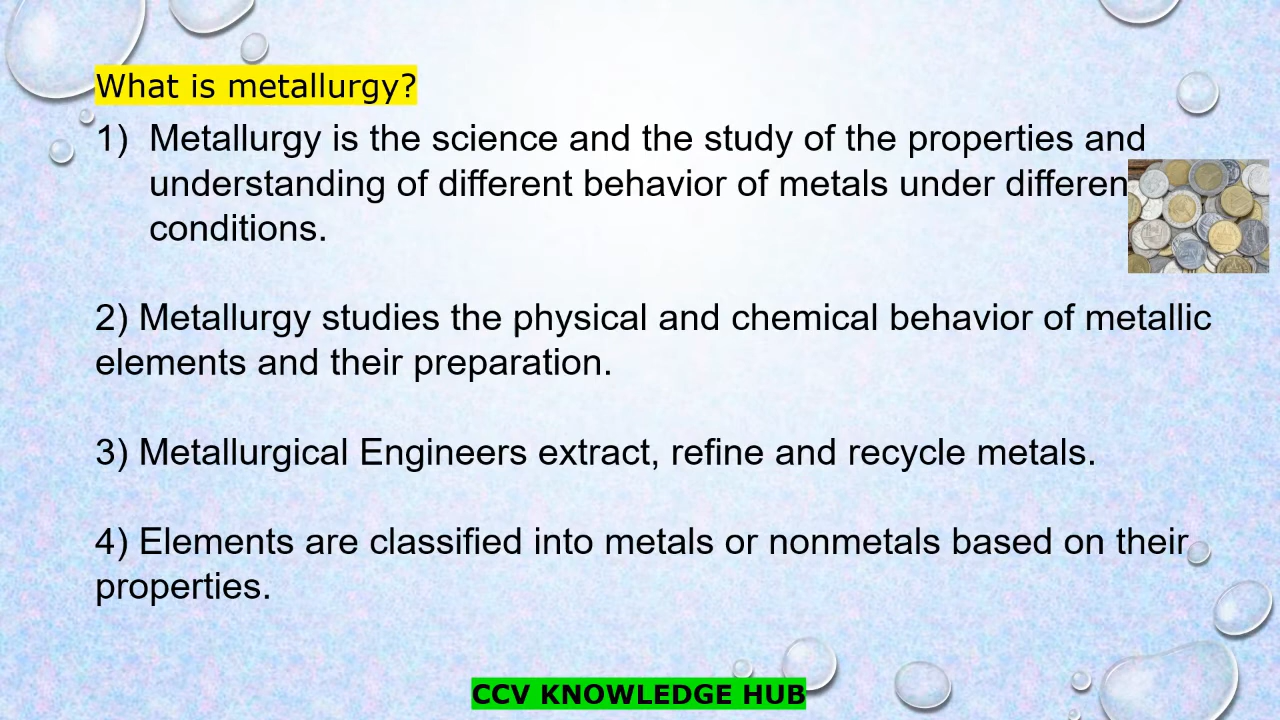 What is metallurgy?
1) Metallurgy is the science and the study of the properties and
understanding of different behavior of metals under differen
conditions.
2) Metallurgy studies the physical and chemical behavior of metallic
elements and their preparation.
3) Metallurgical Engineers extract, refine and recycle metals.
4) Elements are classified into metals or nonmetals based on their
properties.
CCV KNOWLEDGE HUB